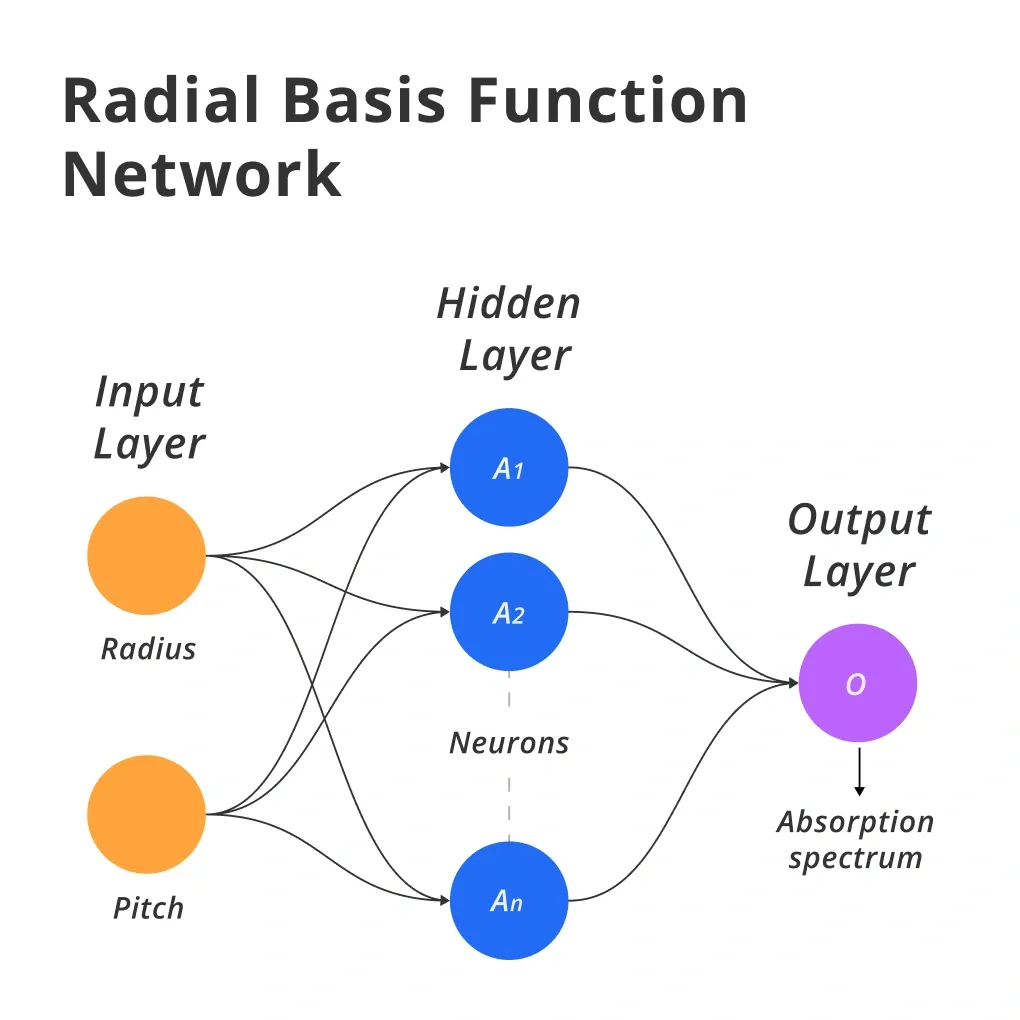 Radial Basis Function
Network
Hidden
Layer
Input
Layer
A1
Output
Layer
A2
Radius
O
Neurons
Absorption
spectrum
An
Pitch